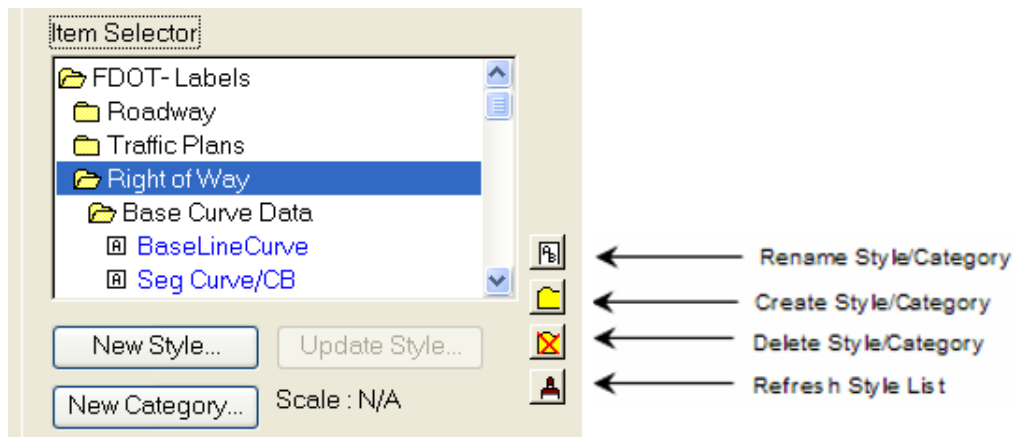 Item Selector
FDOT- Labels
Roadway
Traffic Plans
Right of Way
Base Curve Data
A BaseLineCurve
A Seg Curve/CB
New Style...
Update Style...
New Category...
Scale : N/A
Rename Style/Category
Create Style/Category
Delete Style/Category
Refresh Style List